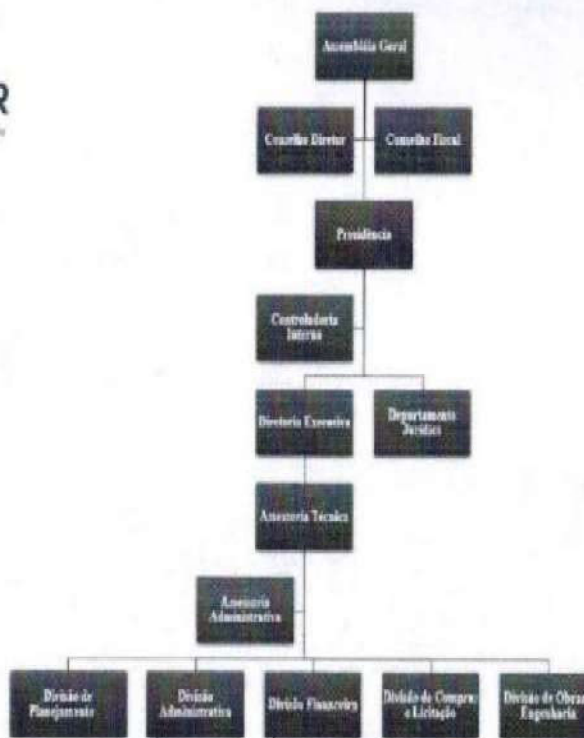 R
Assembléia Geral
Conselho Diretor
Conselho Fiscal
Presidência
Controladoria
Interna
Diretoria Executiva
Departamento
Jurídico
Assessoria Técnica
Assessoria
Administrativa
Divisão de
Planejamento
Divisão
Administrativa
Divisão Financeira
Divisão de Compras
e Licitação
Divisão de Obras
Engenharia